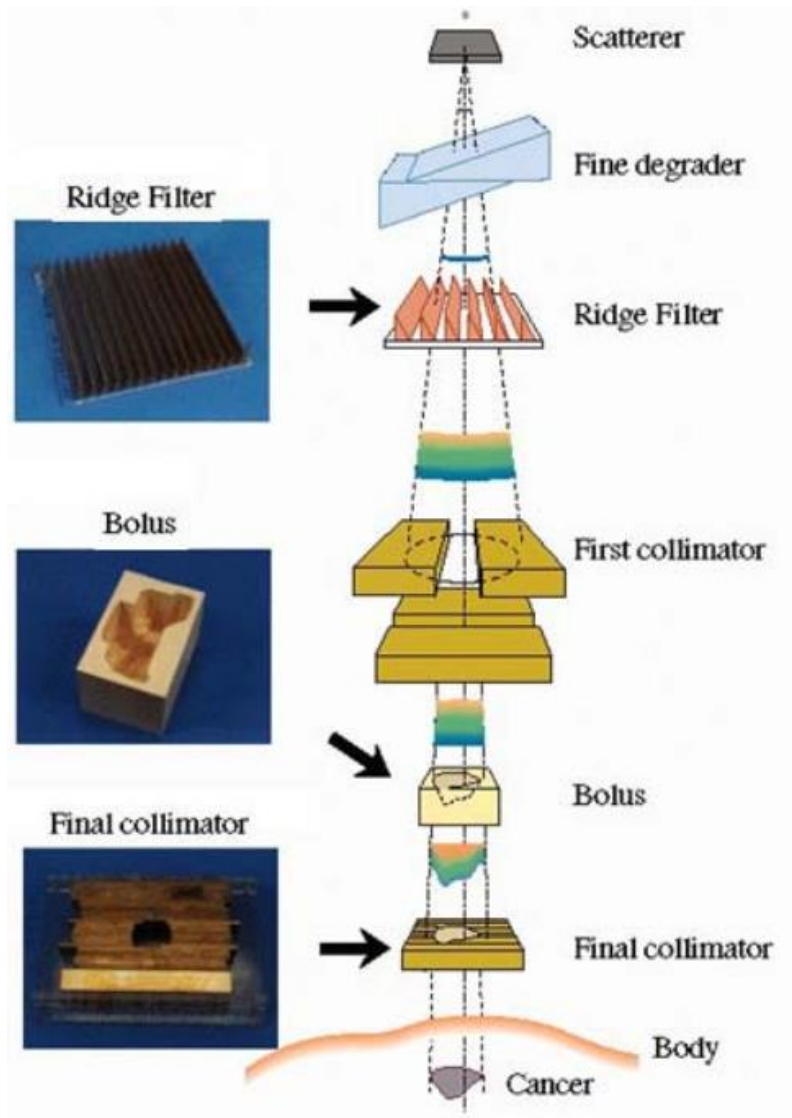 Scatterer
Fine degrader
Ridge Filter
Ridge Filter
Bolus
First collimator
Bolus
Final collimator
Final collimator
Body
Cancer